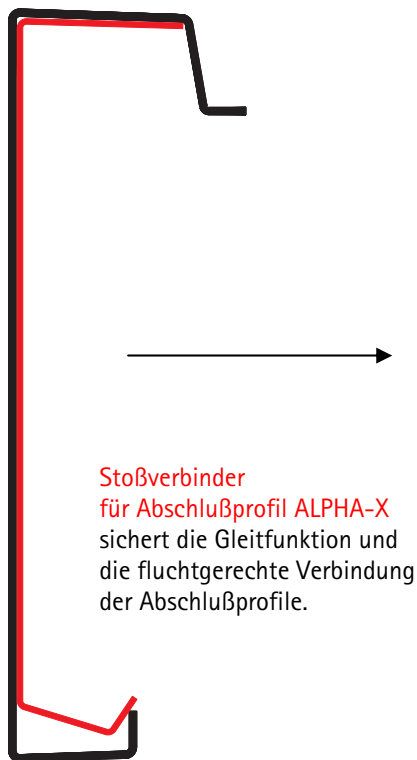 Stoßverbinder
für Abschlußprofil ALPHA-X
sichert die Gleitfunktion und
die fluchtgerechte Verbindung
der Abschlußprofile.